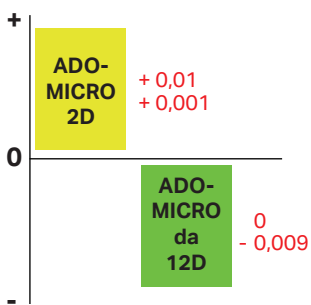 +
ADO-
MICRO
2D
+ 0,01
+ 0,001
0
ADO-
MICRO
da
12D
0
- 0,009
-